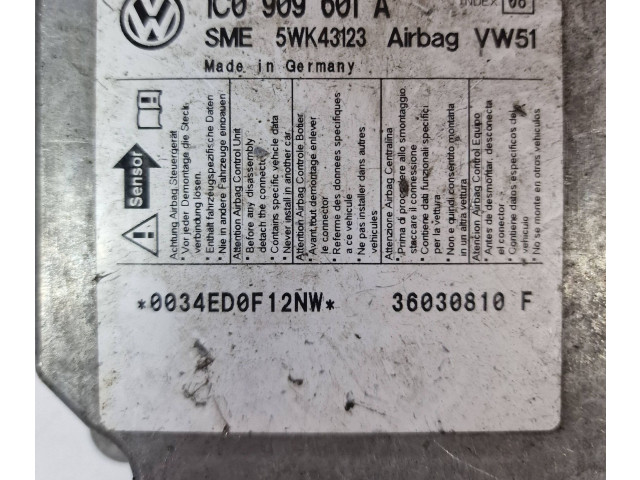 1C0 909 601 A
INDEX 06
SME 5WK43123 Airbag VW51
Made in Germany
Sensor
Achtung Airbag Steuergerät
• Vor jeder Demontage die Steck-
verbindung lösen.
• Enthält fahrzeugspezifische Daten
• Nie in andere Fahrzeuge einbauen
Attention Airbag Control Unit
• Before any disassembly
detach the connector
• Contains specific vehicle data
• Never install in another car.
Attention Airbag Controle Boîtier
• Avant tout demontage enlever
le connector
• Referme des donnees specifiques
a ce vehicule
• Ne pas installer dans autres
vehicules
Attenzione Airbag Centralina
• Prima di procedere allo smontaggio
staccare il connessione
• Contiene dati funzionali specifici
per la vettura
• Non e quindi consentito montarla
in un altra vettura
Atencion Airbag Control Equipo
• Antes de desmontar, desconecta
el conector
• Contiene datos especificos del
vehiculo
• No se monte en otros vehiculos
*0034ED0F12NW* 36030810 F